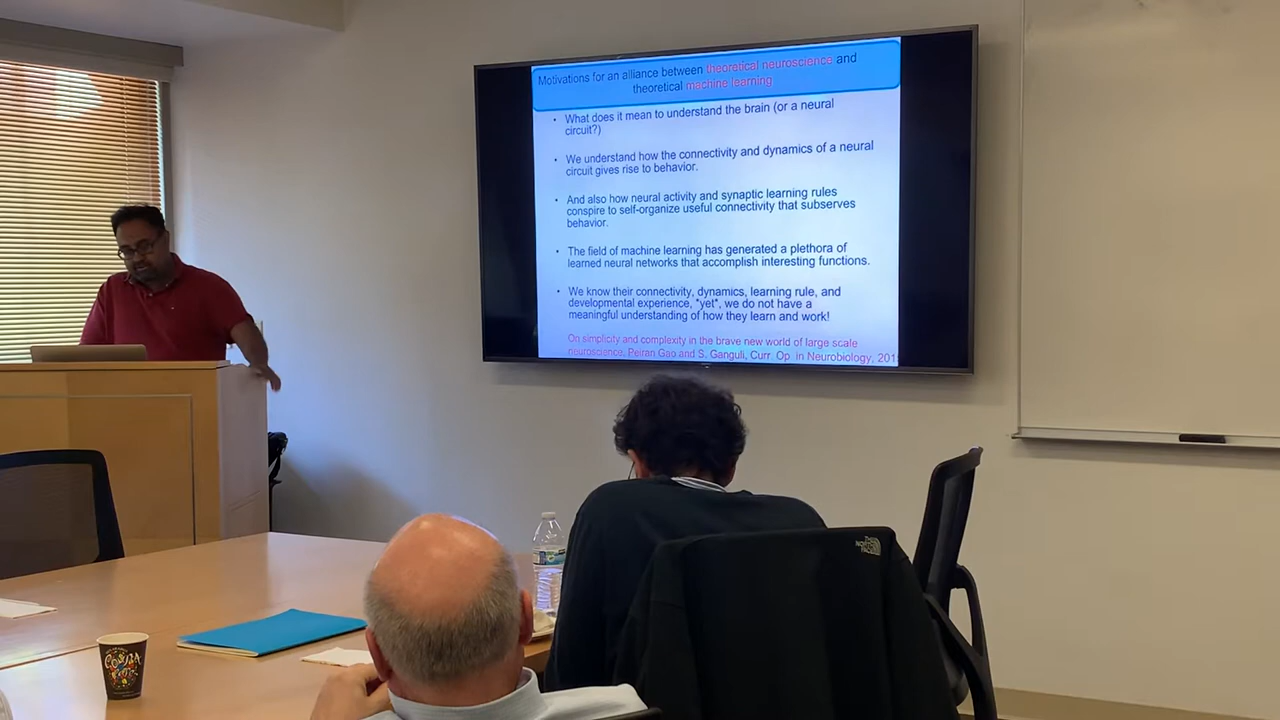 Motivations for an alliance between theoretical neuroscience and
theoretical machine learning
• What does it mean to understand the brain (or a neural
circuit?)
• We understand how the connectivity and dynamics of a neural
circuit gives rise to behavior.
• And also how neural activity and synaptic learning rules
conspire to self-organize useful connectivity that subserves
behavior.
• The field of machine learning has generated a plethora of
learned neural networks that accomplish interesting functions.
• We know their connectivity, dynamics, learning rule, and
developmental experience, *yet*, we do not have a
meaningful understanding of how they learn and work!
On simplicity and complexity in the brave new world of large scale
neuroscience, Peiran Gao and S. Ganguli, Curr. Op. in Neurobiology,
THE
NORTH
FACE